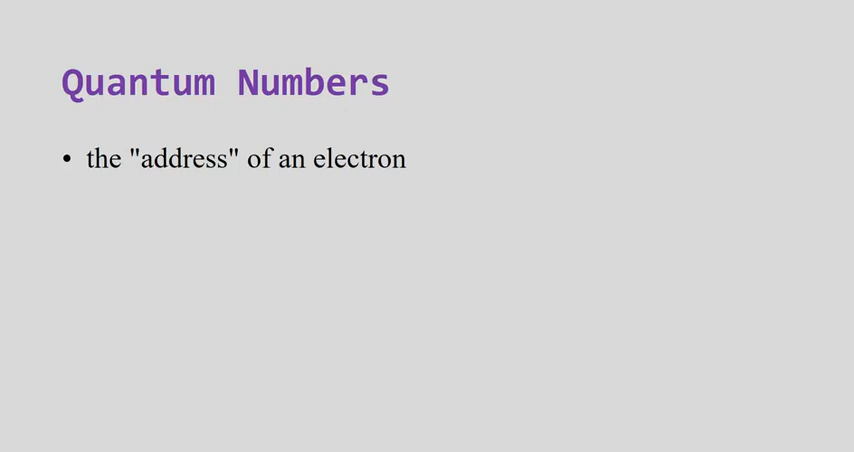 Quantum Numbers
• the "address" of an electron